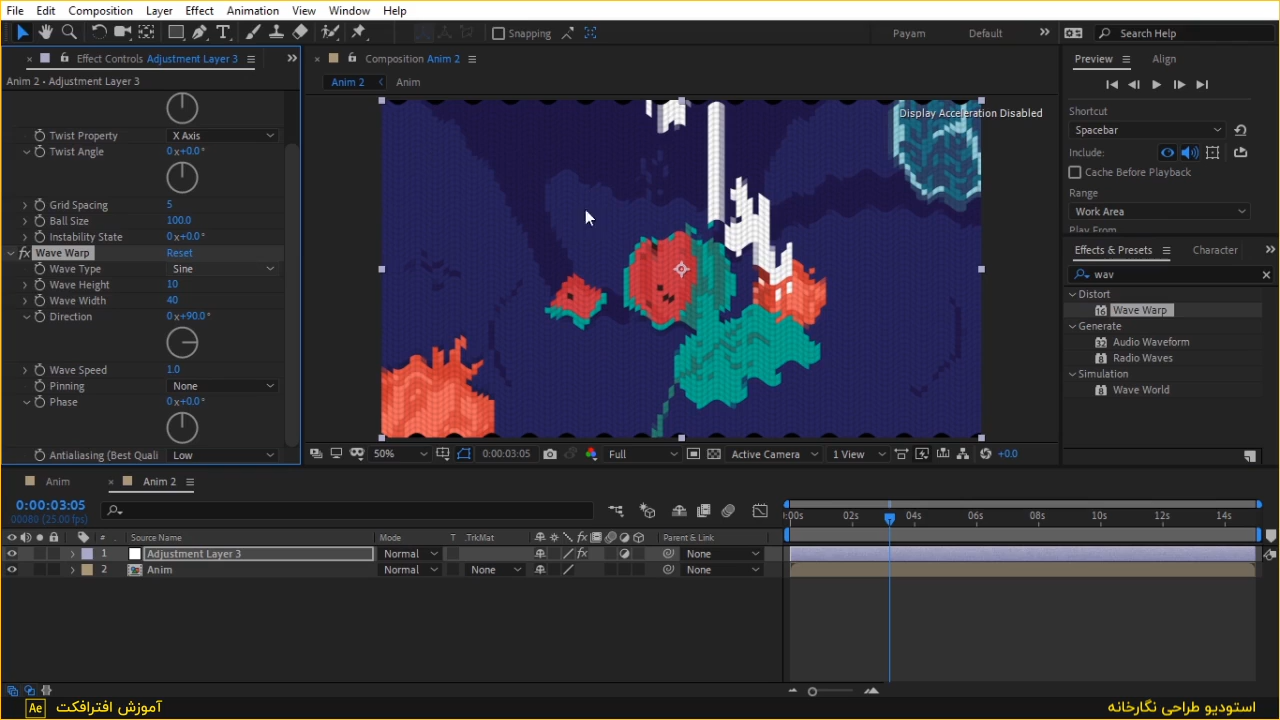 File Edit Composition Layer Effect Animation View Window Help
Snapping Payam Default Search Help
Effect Controls Adjustment Layer 3
Composition Anim 2
Preview Align
Anim 2 • Adjustment Layer 3
Anim 2 Anim
Display Acceleration Disabled
Twist Property X Axis
Twist Angle 0x+0.0°
Grid Spacing 5
Ball Size 100.0
Instability State 0x+0.0°
fx Wave Warp Reset
Wave Type Sine
Wave Height 10
Wave Width 40
Direction 0x+90.0°
Wave Speed 1.0
Pinning None
Phase 0x+0.0°
Antialiasing (Best Quali Low
50% 0:00:03:05 Full Active Camera 1 View +0.0
Shortcut
Spacebar
Include:
Cache Before Playback
Range
Work Area
Play From
Effects & Presets Character
wav
Distort
16 Wave Warp
Generate
32 Audio Waveform
8 Radio Waves
Simulation
8 Wave World
Anim Anim 2
0:00:03:05
00080 (25.00 fps)
:00s 02s 04s 06s 08s 10s 12s 14s
# Source Name Mode T .TrkMat fx Parent & Link
1 Adjustment Layer 3 Normal fx None
2 Anim Normal None None
Ae آموزش افترافکت
استودیو طراحی نگارخانه